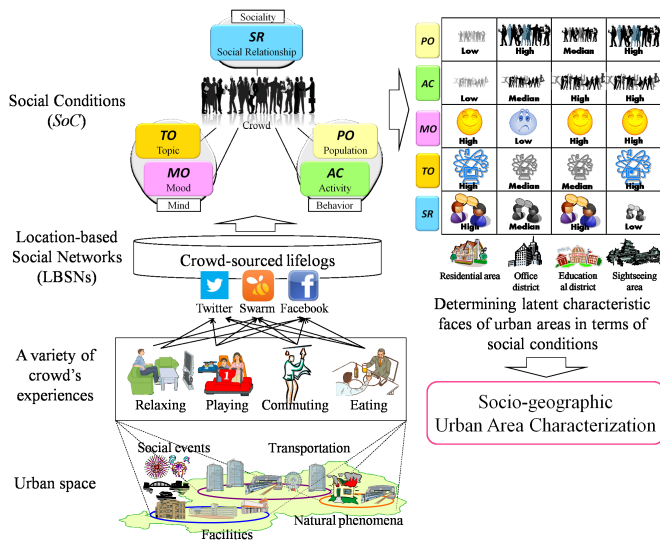 Sociality
SR
Social Relationship
Crowd
Social Conditions
(SoC)
TO
Topic
MO
Mood
Mind
PO
Population
AC
Activity
Behavior
Location-based
Social Networks
(LBSNs)
Crowd-sourced lifelogs
Twitter Swarm Facebook
A variety of
crowd's
experiences
Relaxing Playing Commuting Eating
Urban space
Social events
Transportation
Facilities
Natural phenomena
PO Low High Median High
AC Low Median High High
MO High Low High High
TO High Median Median High
SR High Median High Low
Residential area
Office
district
Education
al district
Sightseeing
area
Determining latent characteristic
faces of urban areas in terms of
social conditions
Socio-geographic
Urban Area Characterization